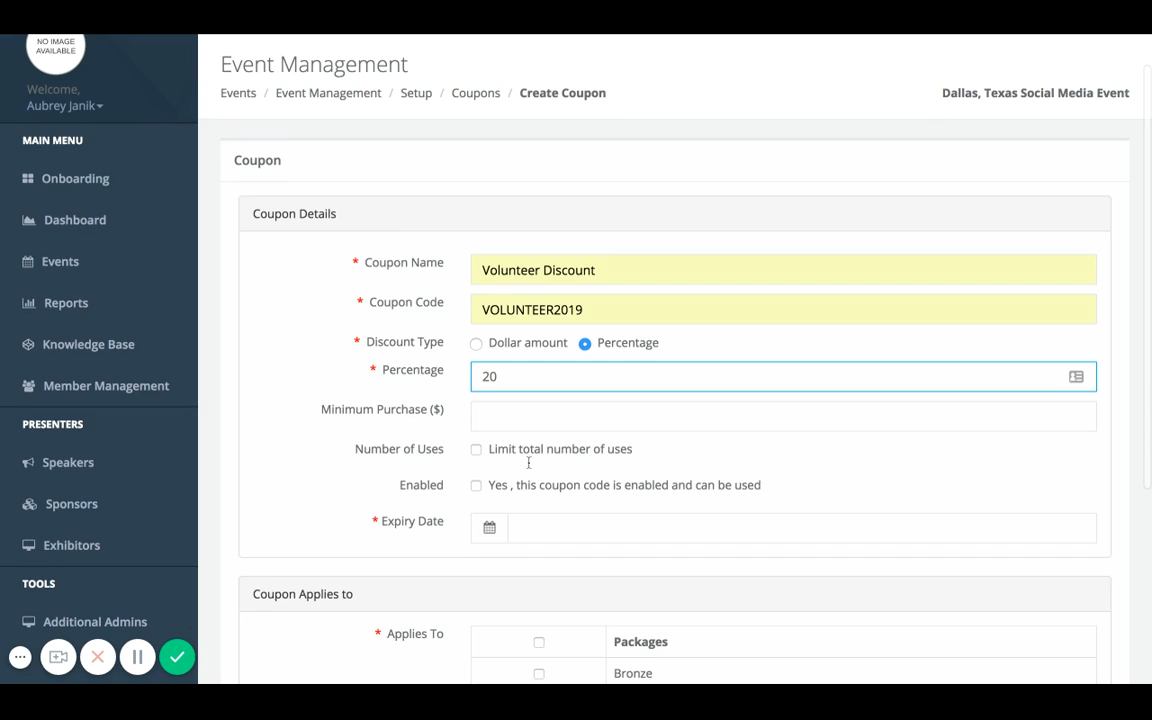 NO IMAGE
AVAILABLE
Welcome,
Aubrey Janik
MAIN MENU
Onboarding
Dashboard
Events
Reports
Knowledge Base
Member Management
PRESENTERS
Speakers
Sponsors
Exhibitors
TOOLS
Additional Admins
Event Management
Events / Event Management / Setup / Coupons / Create Coupon
Dallas, Texas Social Media Event
Coupon
Coupon Details
* Coupon Name
Volunteer Discount
* Coupon Code
VOLUNTEER2019
* Discount Type
Dollar amount
Percentage
* Percentage
20
Minimum Purchase ($)
Number of Uses
Limit total number of uses
Enabled
Yes , this coupon code is enabled and can be used
* Expiry Date
Coupon Applies to
* Applies To
Packages
Bronze